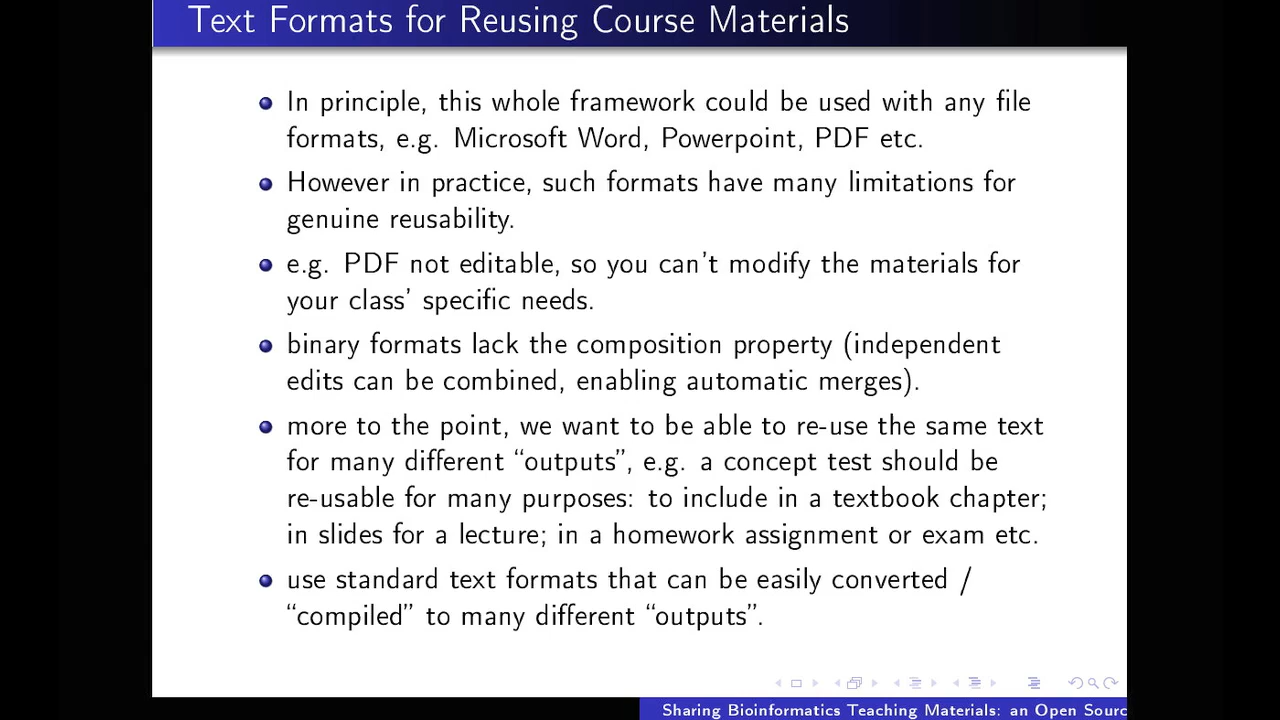 Text Formats for Reusing Course Materials
In principle, this whole framework could be used with any file
formats, e.g. Microsoft Word, Powerpoint, PDF etc.
However in practice, such formats have many limitations for
genuine reusability.
e.g. PDF not editable, so you can't modify the materials for
your class' specific needs.
binary formats lack the composition property (independent
edits can be combined, enabling automatic merges).
more to the point, we want to be able to re-use the same text
for many different “outputs”, e.g. a concept test should be
re-usable for many purposes: to include in a textbook chapter;
in slides for a lecture; in a homework assignment or exam etc.
use standard text formats that can be easily converted /
“compiled” to many different “outputs”.
Sharing Bioinformatics Teaching Materials: an Open Sourc